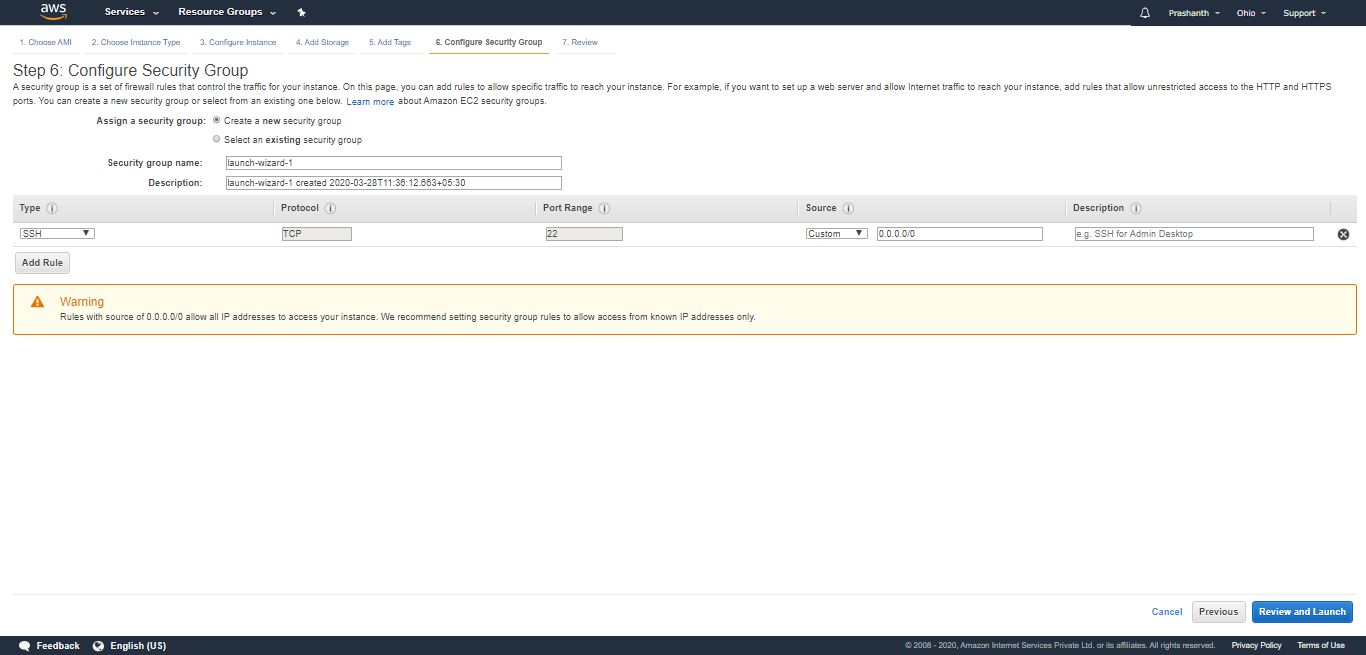 aws Services Resource Groups Prashanth Ohio Support
1. Choose AMI 2. Choose Instance Type 3. Configure Instance 4. Add Storage 5. Add Tags 6. Configure Security Group 7. Review
Step 6: Configure Security Group
A security group is a set of firewall rules that control the traffic for your instance. On this page, you can add rules to allow specific traffic to reach your instance. For example, if you want to set up a web server and allow Internet traffic to reach your instance, add rules that allow unrestricted access to the HTTP and HTTPS
ports. You can create a new security group or select from an existing one below. Learn more about Amazon EC2 security groups.
Assign a security group: Create a new security group
Select an existing security group
Security group name: launch-wizard-1
Description: launch-wizard-1 created 2020-03-28T11:36:12.663+05:30
Type i Protocol i Port Range i Source i Description i
SSH TCP 22 Custom 0.0.0.0/0 e.g. SSH for Admin Desktop
Add Rule
Warning
Rules with source of 0.0.0.0/0 allow all IP addresses to access your instance. We recommend setting security group rules to allow access from known IP addresses only.
Cancel Previous Review and Launch
Feedback English (US) © 2008 - 2020, Amazon Internet Services Private Ltd. or its affiliates. All rights reserved. Privacy Policy Terms of Use